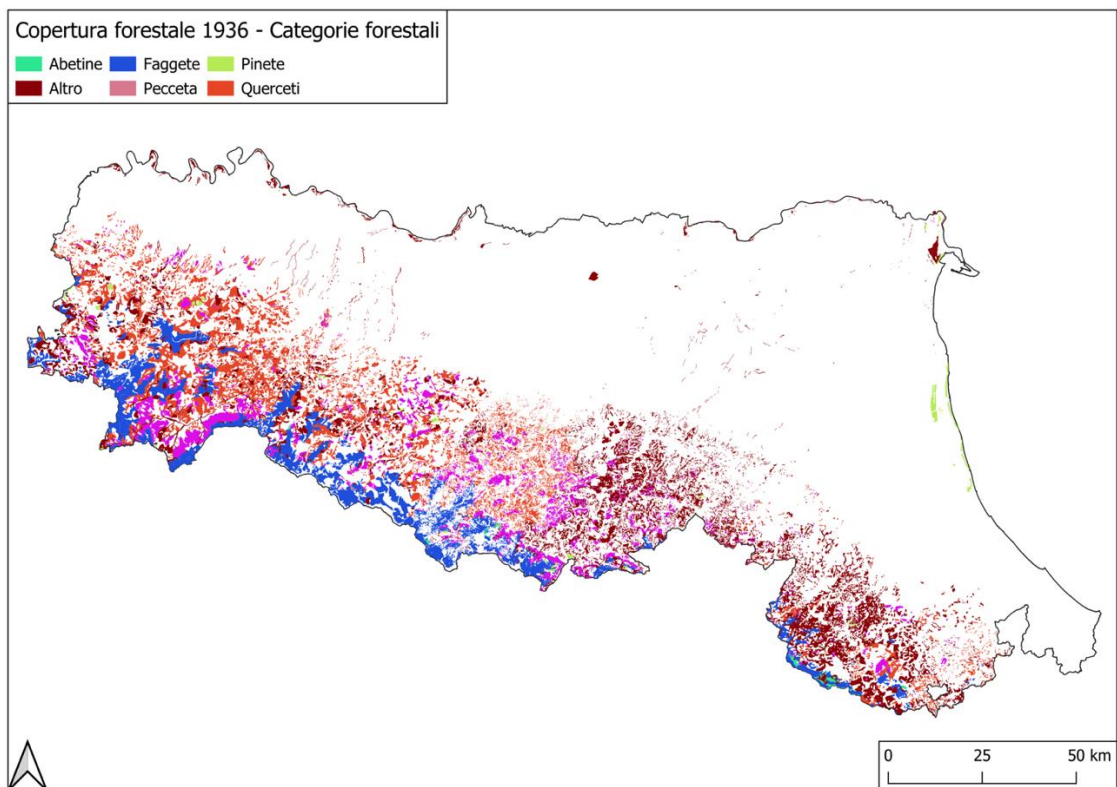 Copertura forestale 1936 - Categorie forestali
Abetine Faggete Pinete
Altro Pecceta Querceti
0 25 50 km